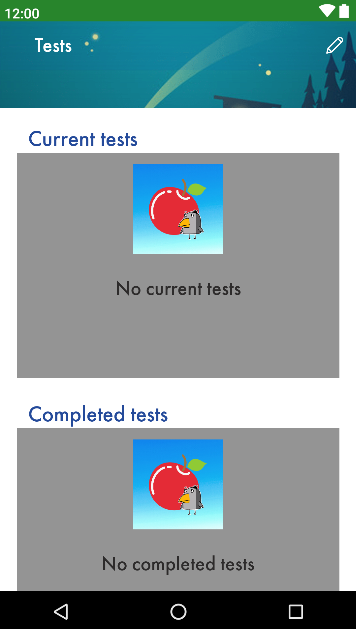 12:00
Tests
Current tests
No current tests
Completed tests
No completed tests